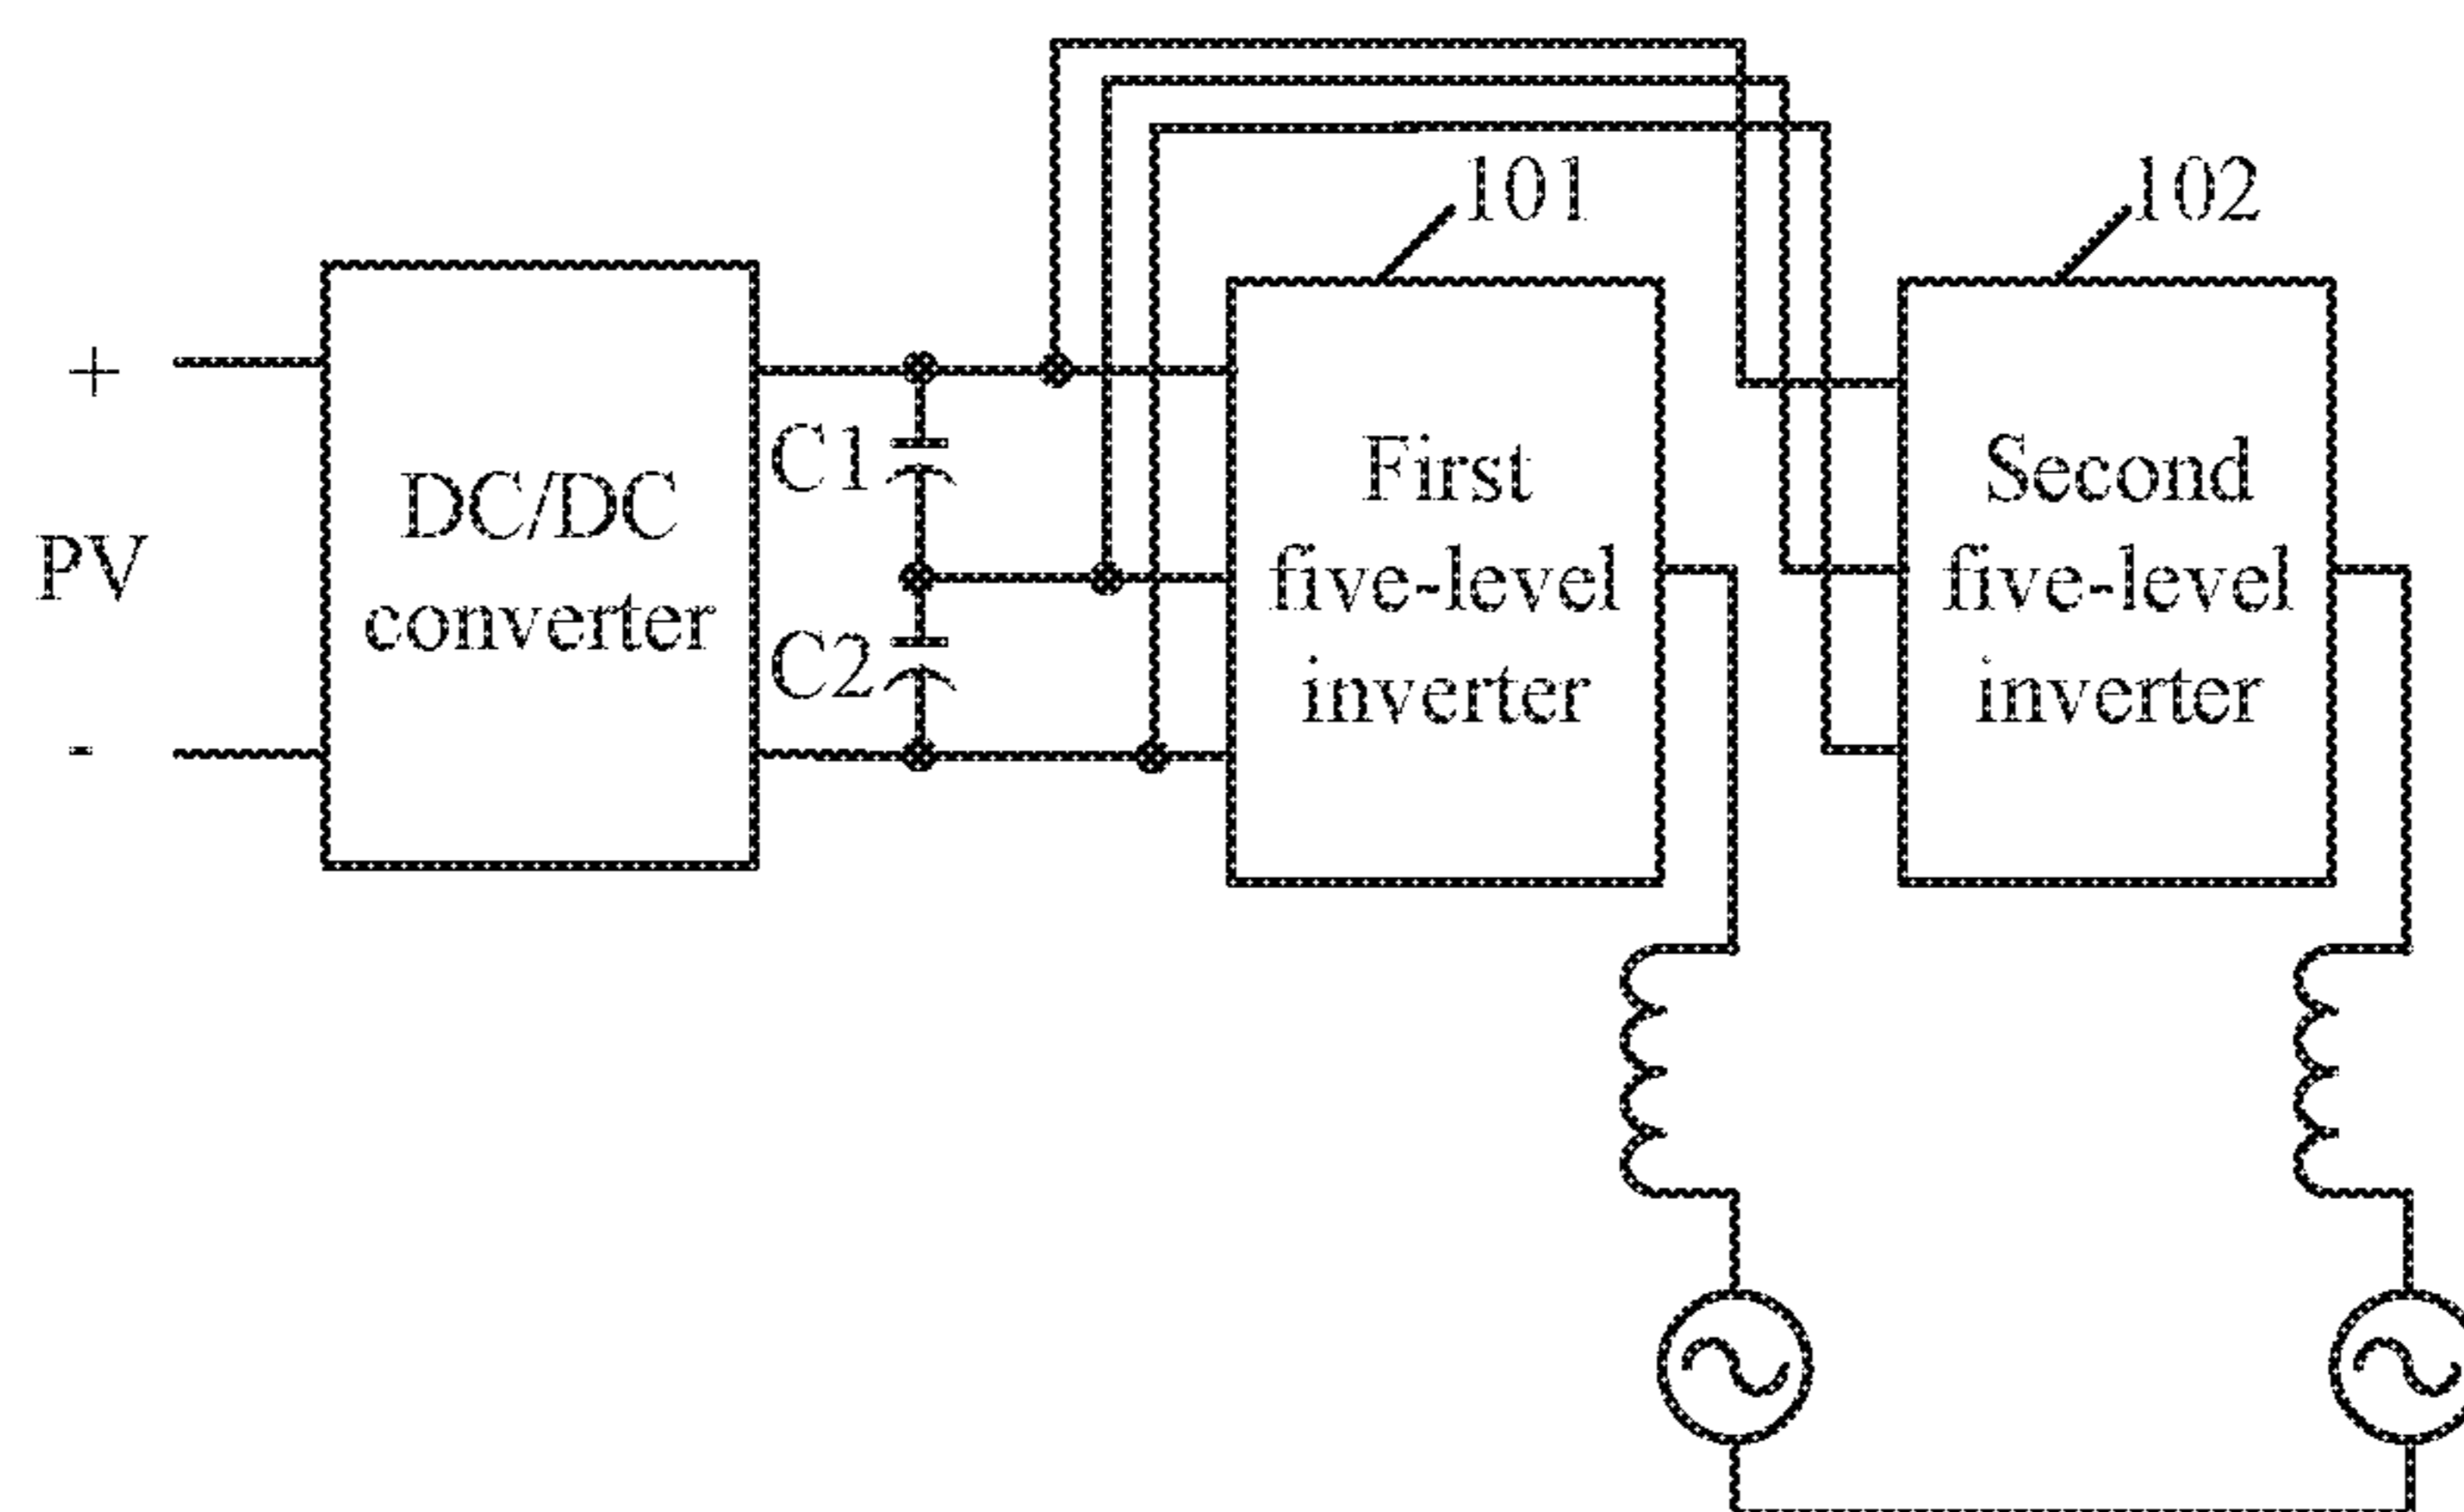 101
102
+
PV
-
DC/DC
converter
C1
C2
First
five-level
inverter
Second
five-level
inverter